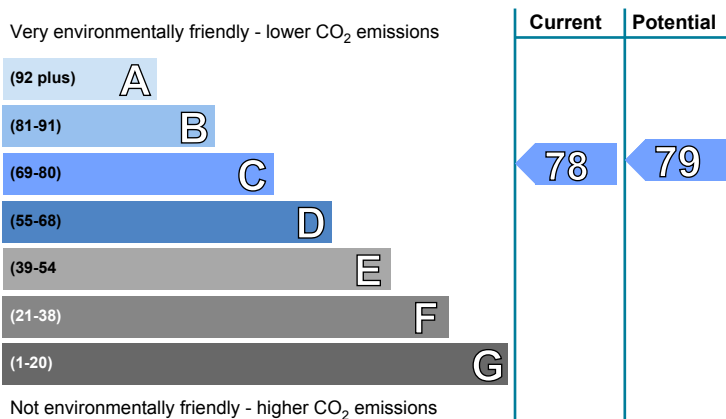 Current Potential
Very environmentally friendly - lower CO2 emissions
(92 plus) A
(81-91) B
(69-80) C 78 79
(55-68) D
(39-54 E
(21-38) F
(1-20) G
Not environmentally friendly - higher CO2 emissions